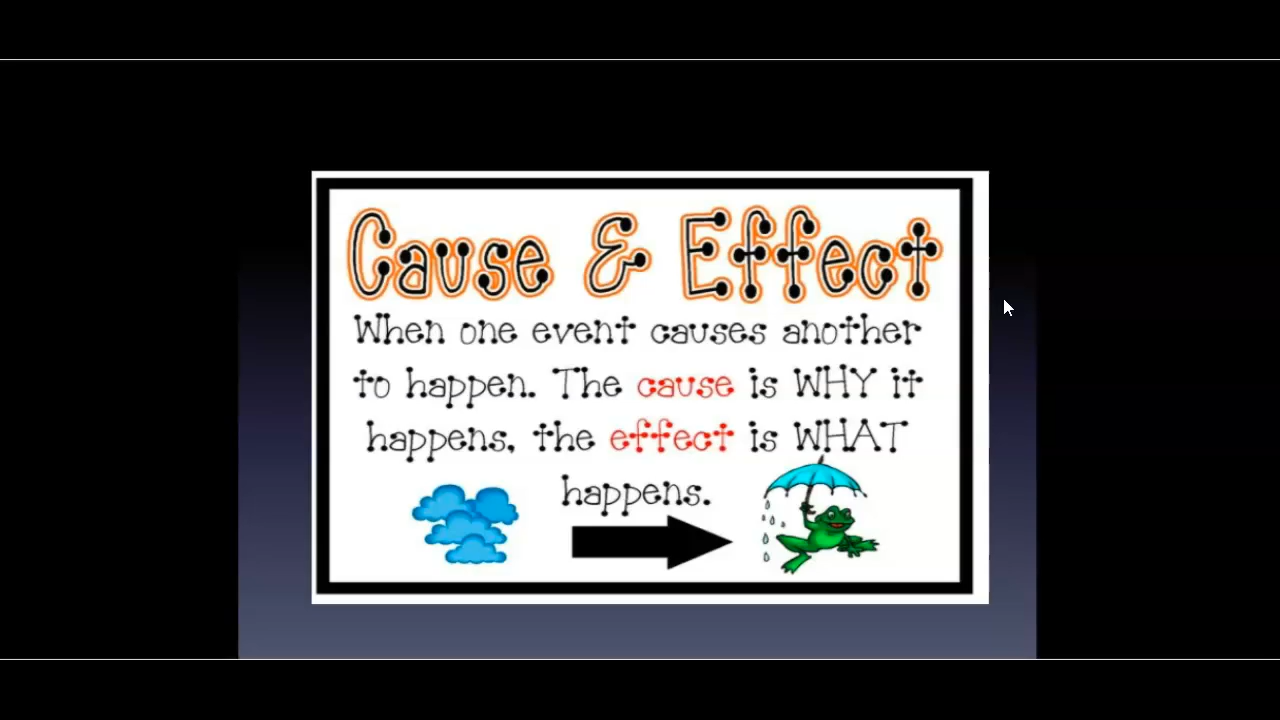 Cause & Effect
When one event causes another
to happen. The cause is WHY it
happens, the effect is WHAT
happens.